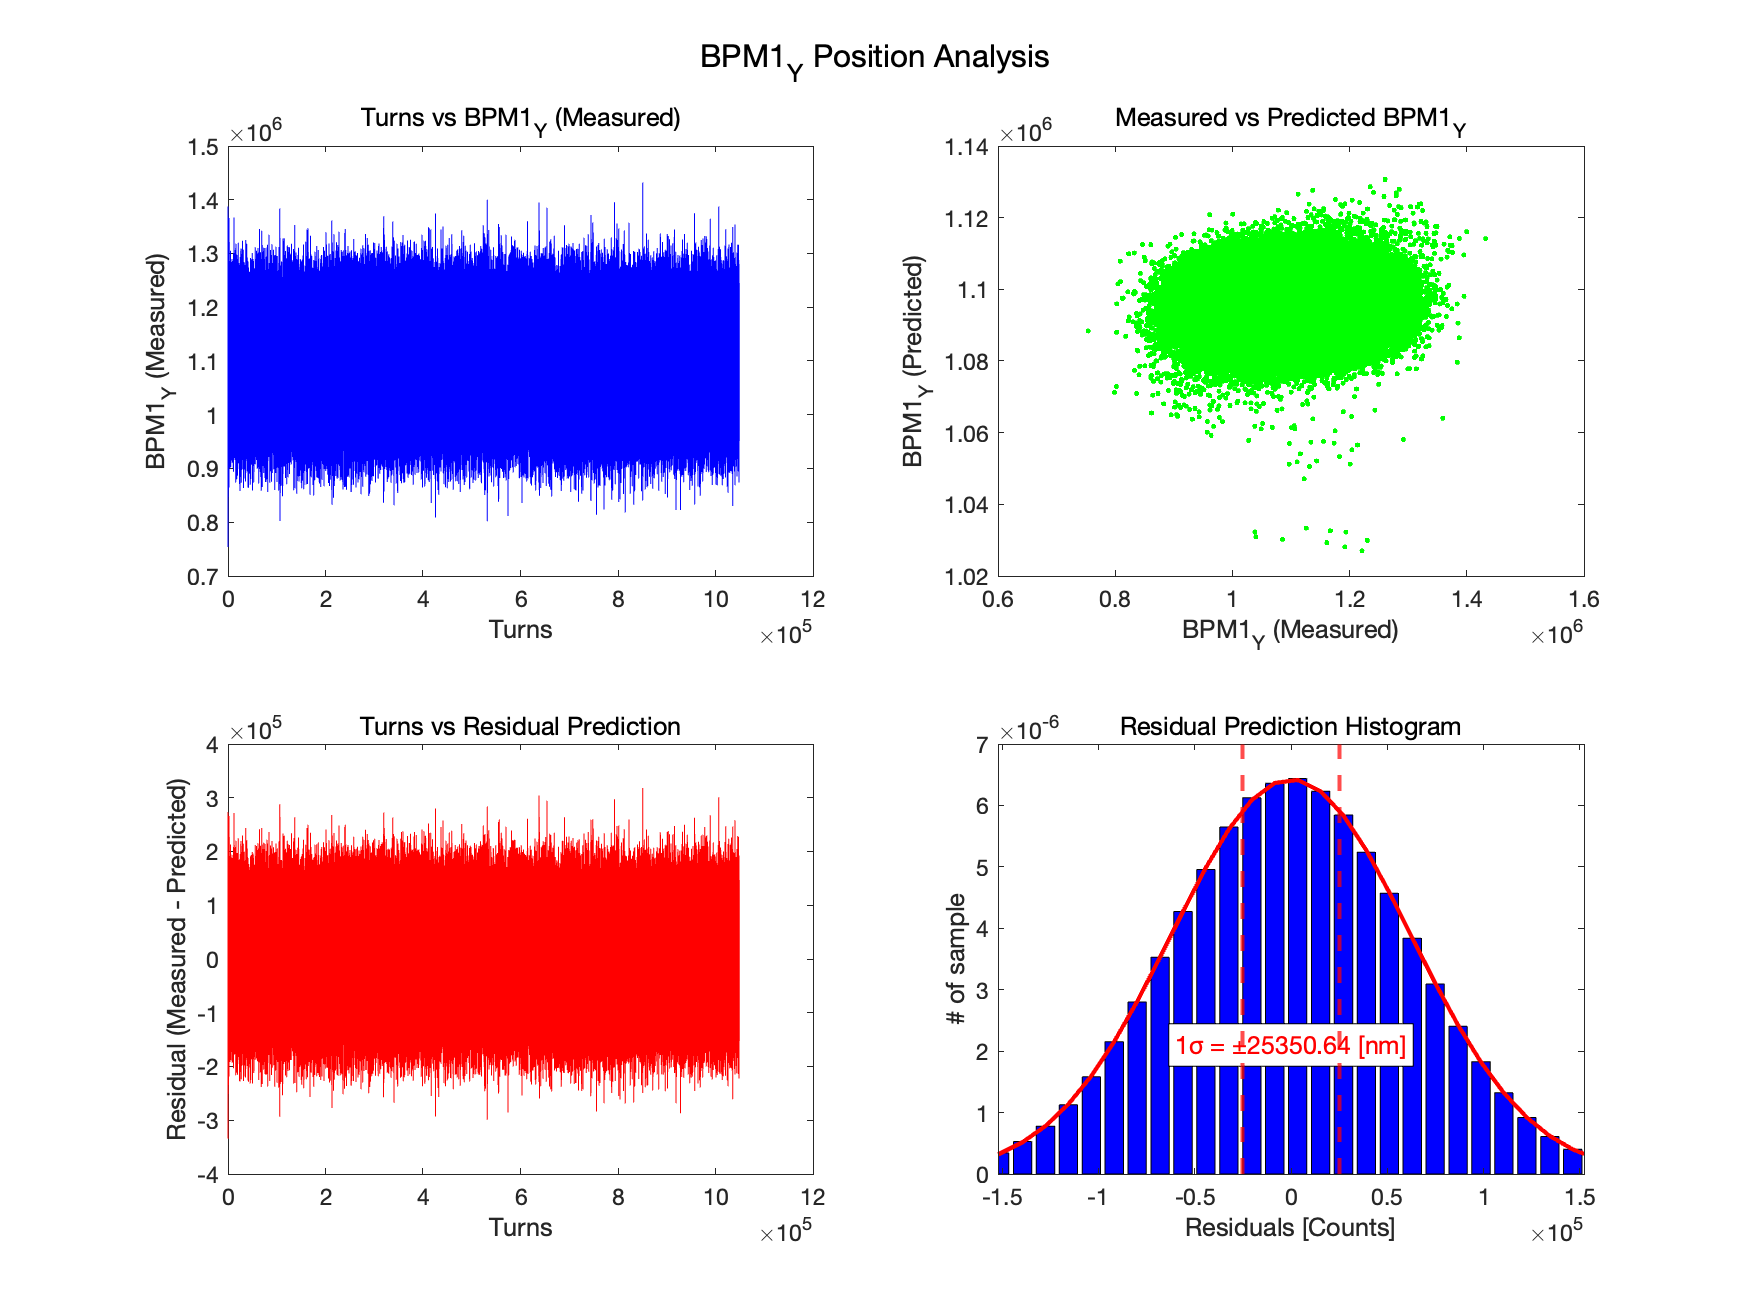 BPM1Y Position Analysis
Turns vs BPM1Y (Measured)
×10^6
1.5
1.4
1.3
1.2
1.1
1
0.9
0.8
0.7
BPM1Y (Measured)
0 2 4 6 8 10 12
Turns
×10^5
Measured vs Predicted BPM1Y
×10^6
1.14
1.12
1.1
1.08
1.06
1.04
1.02
BPM1Y (Predicted)
0.6 0.8 1 1.2 1.4 1.6
BPM1Y (Measured)
×10^6
Turns vs Residual Prediction
×10^5
4
3
2
1
0
-1
-2
-3
-4
Residual (Measured - Predicted)
0 2 4 6 8 10 12
Turns
×10^5
Residual Prediction Histogram
×10^-6
7
6
5
4
3
2
1
0
# of sample
1σ = ±25350.64 [nm]
-1.5 -1 -0.5 0 0.5 1 1.5
Residuals [Counts]
×10^5